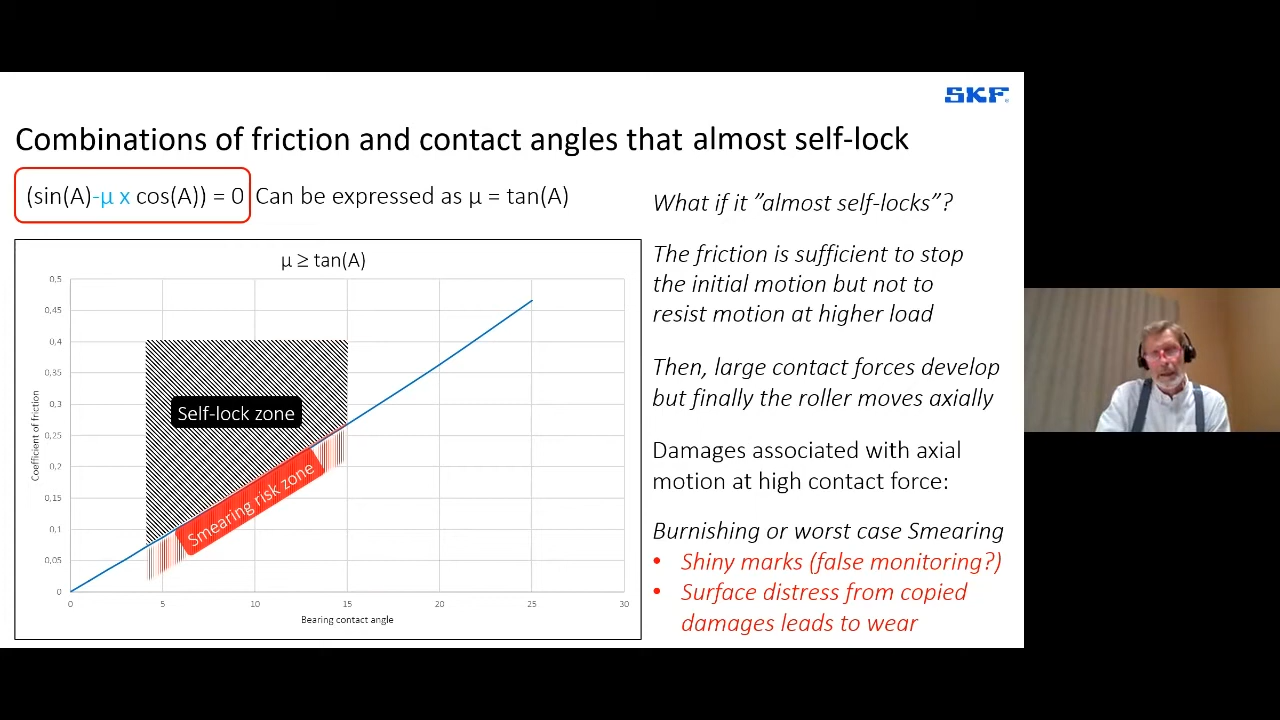 SKF
Combinations of friction and contact angles that almost self-lock
(sin(A)-μ x cos(A)) = 0 Can be expressed as μ = tan(A)
μ ≥ tan(A)
0,5
0,45
0,4
0,35
0,3
0,25
0,2
0,15
0,1
0,05
0
Coefficient of friction
Self-lock zone
Smearing risk zone
0 5 10 15 20 25 30
Bearing contact angle
What if it ”almost self-locks”?
The friction is sufficient to stop
the initial motion but not to
resist motion at higher load
Then, large contact forces develop
but finally the roller moves axially
Damages associated with axial
motion at high contact force:
Burnishing or worst case Smearing
• Shiny marks (false monitoring?)
• Surface distress from copied
damages leads to wear